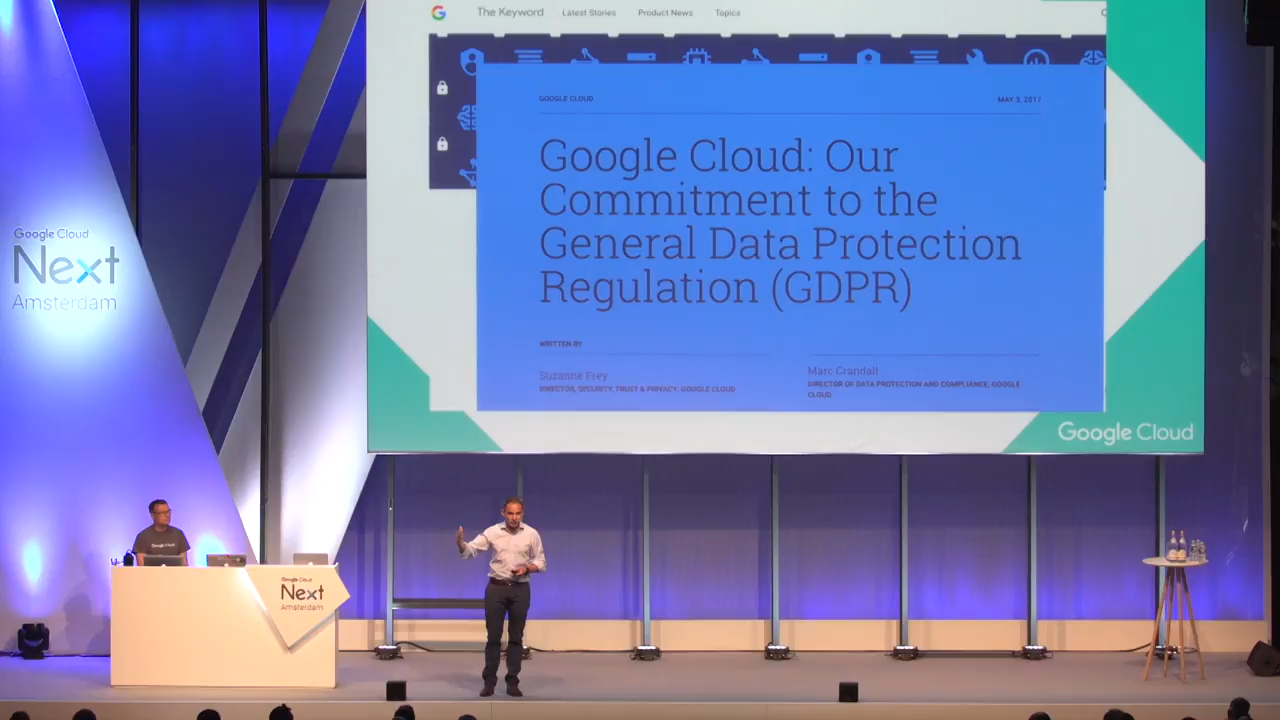 The Keyword Latest Stories Product News Topics
GOOGLE CLOUD MAY 3, 2017
Google Cloud: Our
Commitment to the
General Data Protection
Regulation (GDPR)
WRITTEN BY
Suzanne Frey
DIRECTOR, SECURITY, TRUST & PRIVACY, GOOGLE CLOUD
Marc Crandall
DIRECTOR OF DATA PROTECTION AND COMPLIANCE, GOOGLE
CLOUD
Google Cloud
Google Cloud
Next
Amsterdam
Google Cloud
Google Cloud
Next
Amsterdam